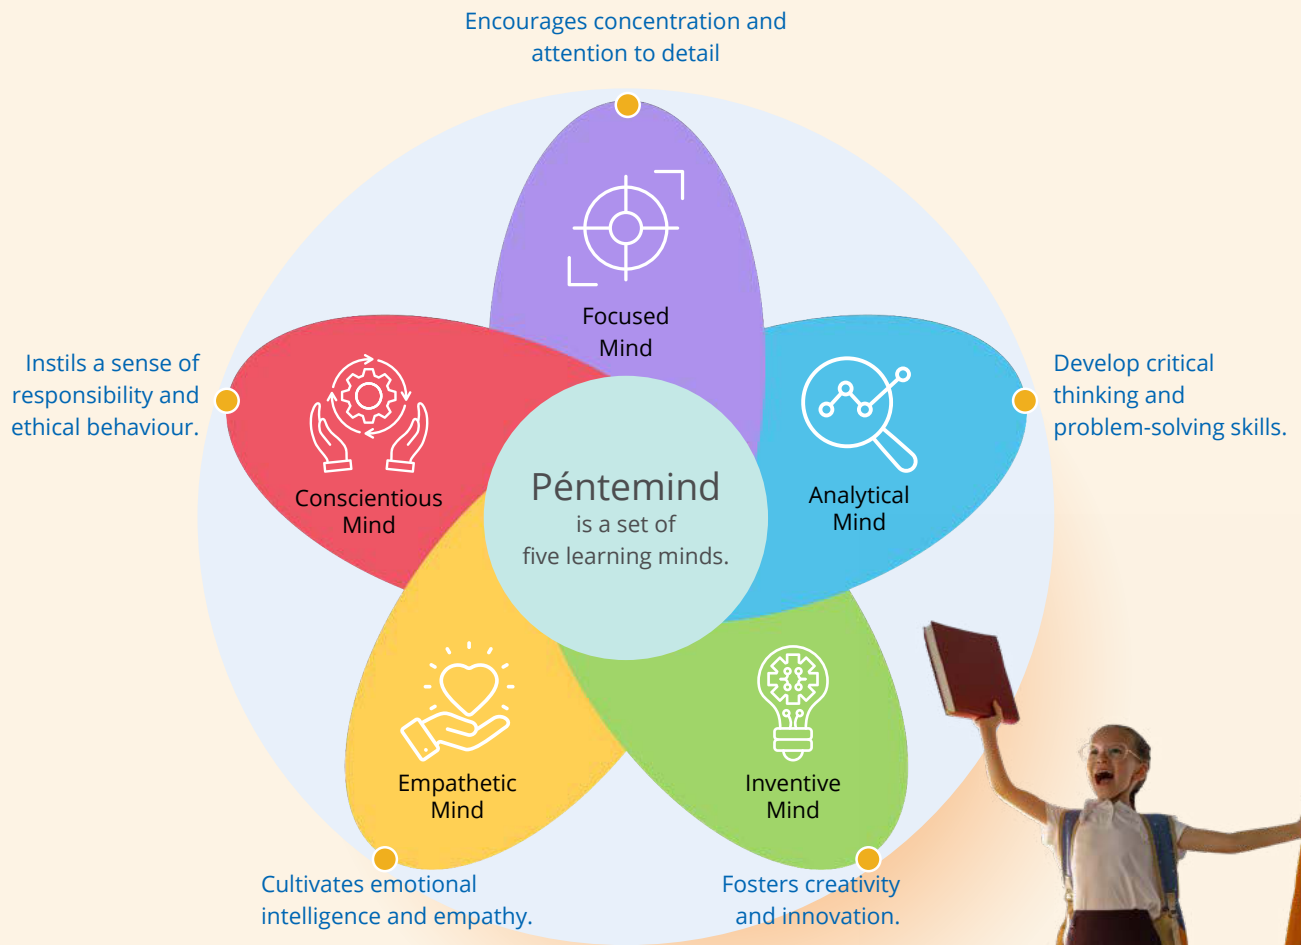 Encourages concentration and
attention to detail
Focused
Mind
Instils a sense of
responsibility and
ethical behaviour.
Conscientious
Mind
Péntemind
is a set of
five learning minds.
Analytical
Mind
Develop critical
thinking and
problem-solving skills.
Empathetic
Mind
Inventive
Mind
Cultivates emotional
intelligence and empathy.
Fosters creativity
and innovation.